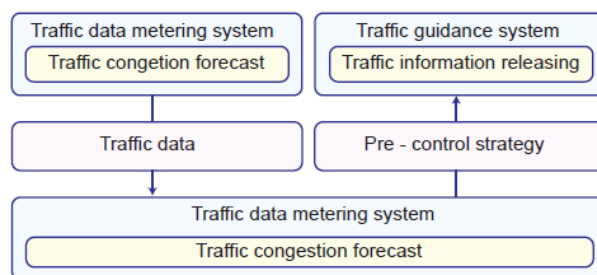 Traffic data metering system
Traffic congetion forecast
Traffic guidance system
Traffic information releasing
Traffic data
Pre - control strategy
Traffic data metering system
Traffic congestion forecast